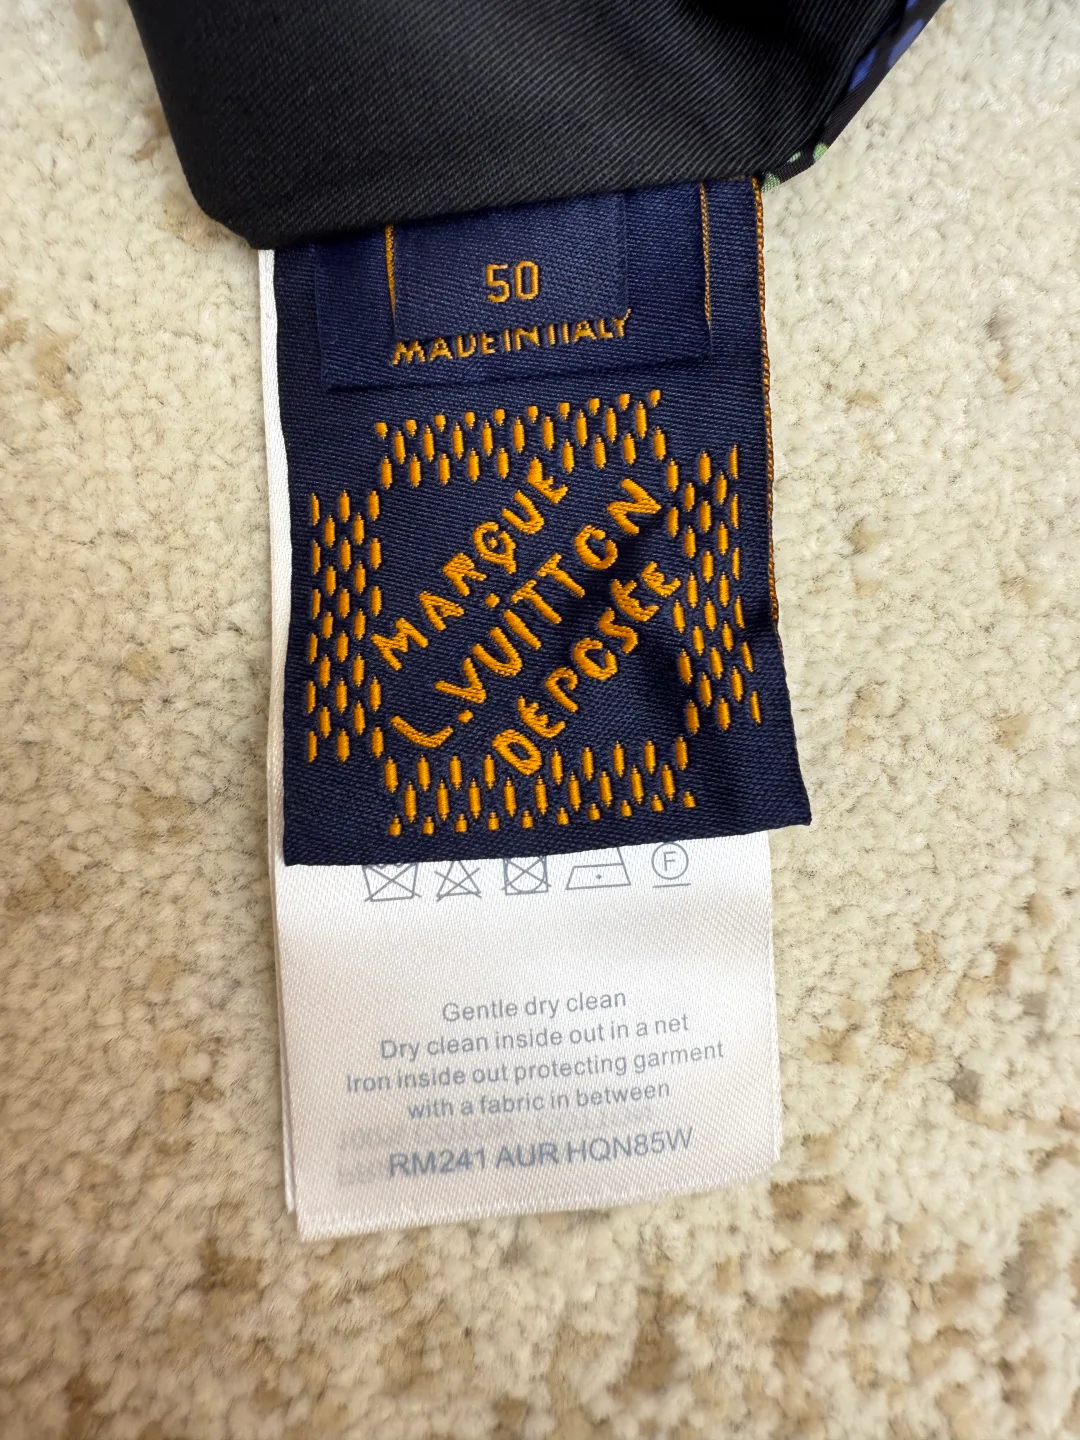 50
MADE IN ITALY
MARQUE
L.VUITTON
DÉPOSÉE
F
Gentle dry clean
Dry clean inside out in a net
Iron inside out protecting garment
with a fabric in between
RM241 AUR HQN85W